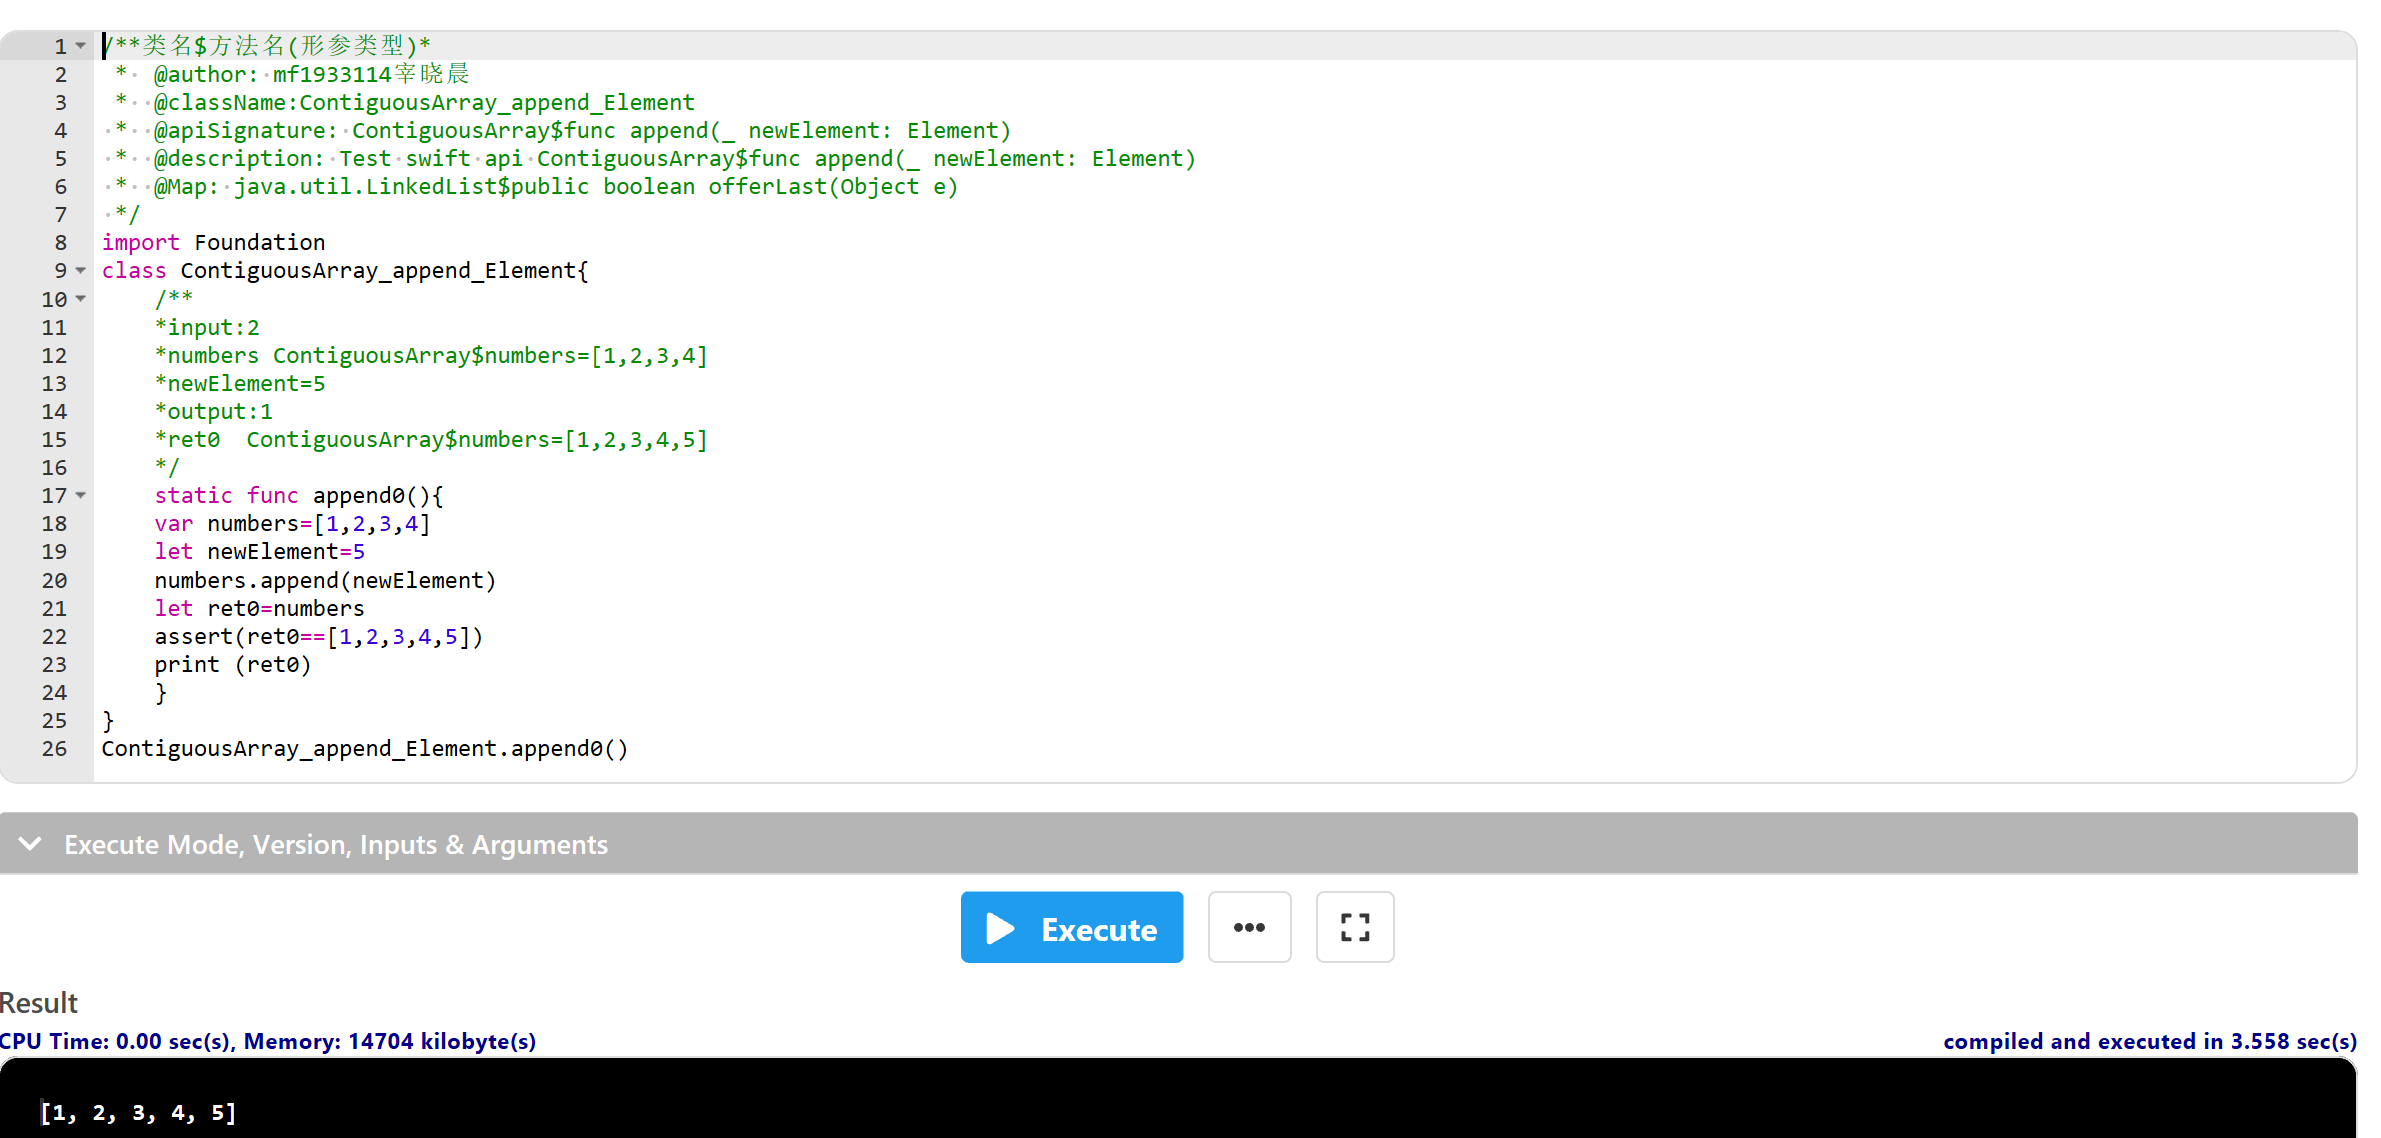 1 /**类名$方法名(形参类型)*
2  *  @author: mf1933114宰晓晨
3  *  @className:ContiguousArray_append_Element
4  *  @apiSignature: ContiguousArray$func append(_ newElement: Element)
5  *  @description: Test swift api ContiguousArray$func append(_ newElement: Element)
6  *  @Map: java.util.LinkedList$public boolean offerLast(Object e)
7  */
8 import Foundation
9 class ContiguousArray_append_Element{
10     /**
11     *input:2
12     *numbers ContiguousArray$numbers=[1,2,3,4]
13     *newElement=5
14     *output:1
15     *ret0  ContiguousArray$numbers=[1,2,3,4,5]
16     */
17     static func append0(){
18     var numbers=[1,2,3,4]
19     let newElement=5
20     numbers.append(newElement)
21     let ret0=numbers
22     assert(ret0==[1,2,3,4,5])
23     print (ret0)
24     }
25 }
26 ContiguousArray_append_Element.append0()
Execute Mode, Version, Inputs & Arguments
Execute
Result
CPU Time: 0.00 sec(s), Memory: 14704 kilobyte(s) compiled and executed in 3.558 sec(s)
[1, 2, 3, 4, 5]